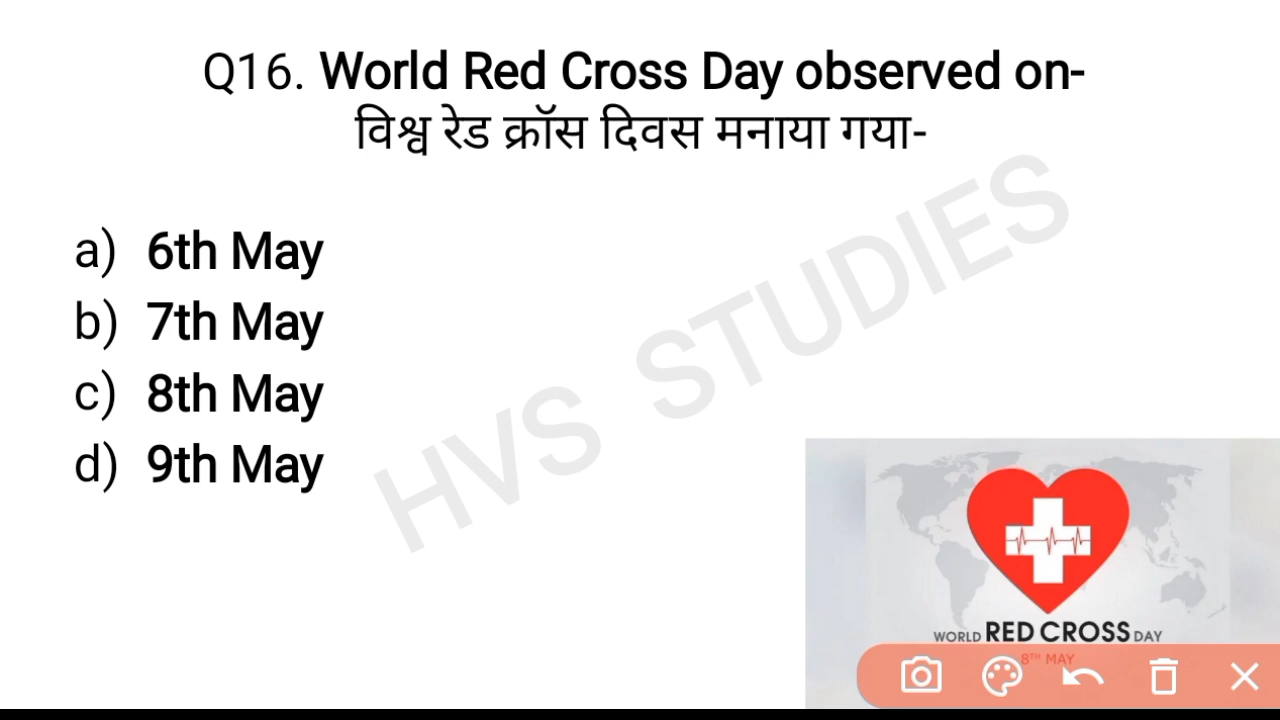 Q16. World Red Cross Day observed on-
विश्व रेड क्रॉस दिवस मनाया गया-
a) 6th May
b) 7th May
c) 8th May
d) 9th May
HVS STUDIES
WORLD RED CROSS DAY
8TH MAY